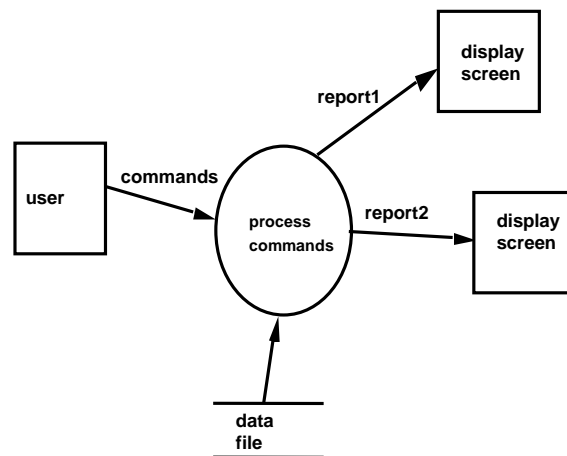 display
screen
report1
commands
user
process
commands
report2
display
screen
data
file